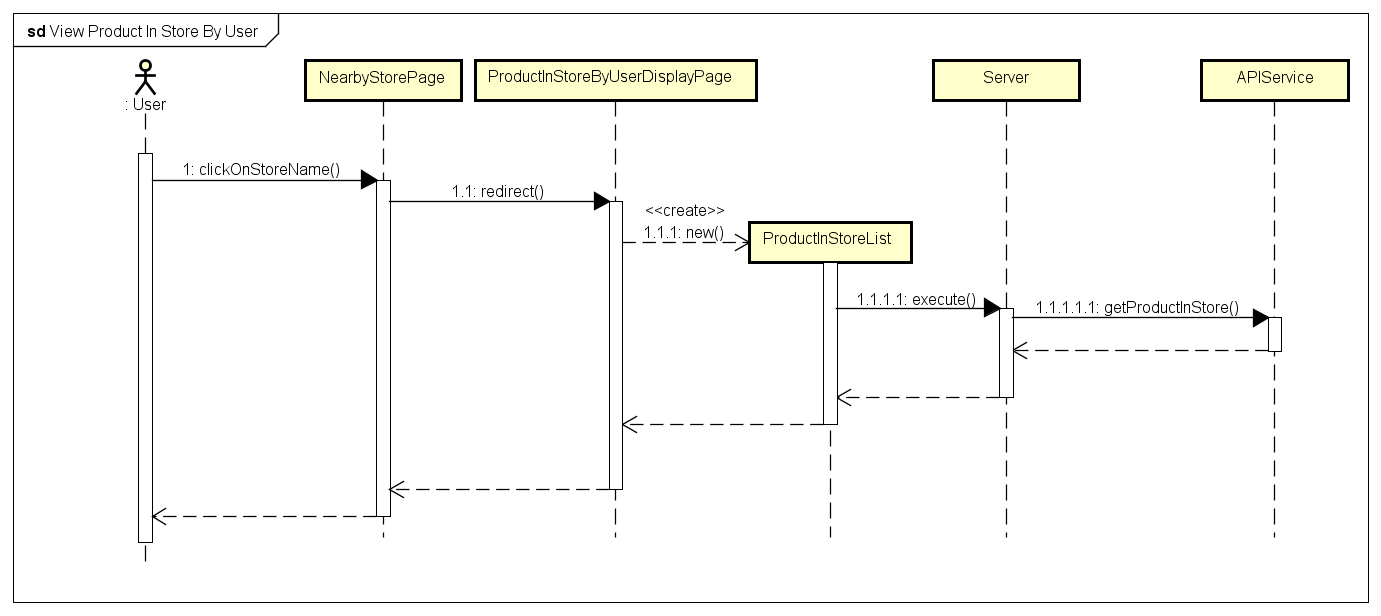 sd View Product In Store By User
: User
NearbyStorePage
ProductInStoreByUserDisplayPage
Server
APIService
1: clickOnStoreName()
1.1: redirect()
<<create>>
1.1.1: new()
ProductInStoreList
1.1.1.1: execute()
1.1.1.1.1: getProductInStore()